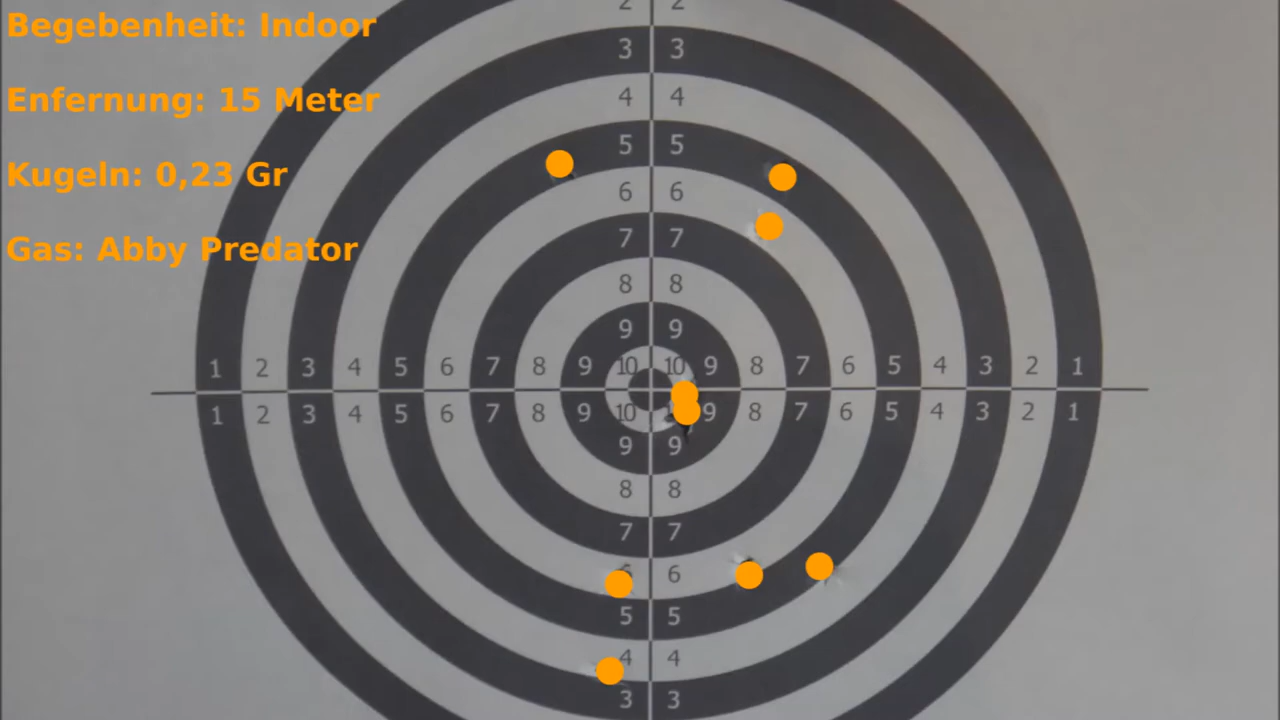 Begebenheit: Indoor
Enfernung: 15 Meter
Kugeln: 0,23 Gr
Gas: Abby Predator
2 2
3 3
4 4
5 5
6 6
7 7
8 8
9 9
1 2 3 4 5 6 7 8 9 10 10 9 8 7 6 5 4 3 2 1
1 2 3 4 5 6 7 8 9 10 9 8 7 6 5 4 3 2 1
9 9
8 8
7 7
6
5 5
4 4
3 3